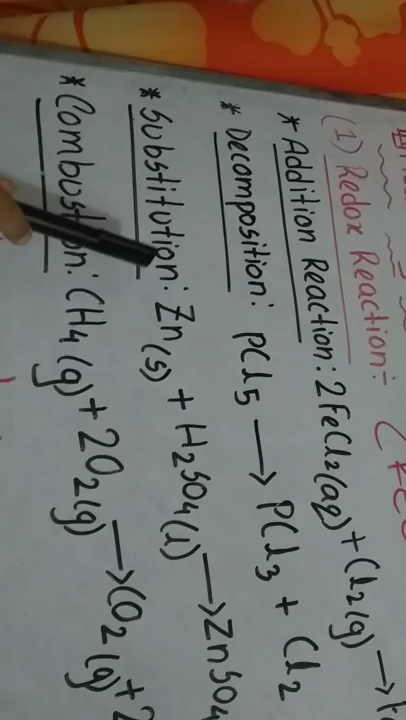 (1) Redox Reaction:
* Addition Reaction: 2FeCl2(aq) + Cl2(g) →
* Decomposition: PCl5 → PCl3 + Cl2
* Substitution: Zn(s) + H2SO4(l) → ZnSO4
* Combustion: CH4(g) + 2O2(g) → CO2(g) + 2